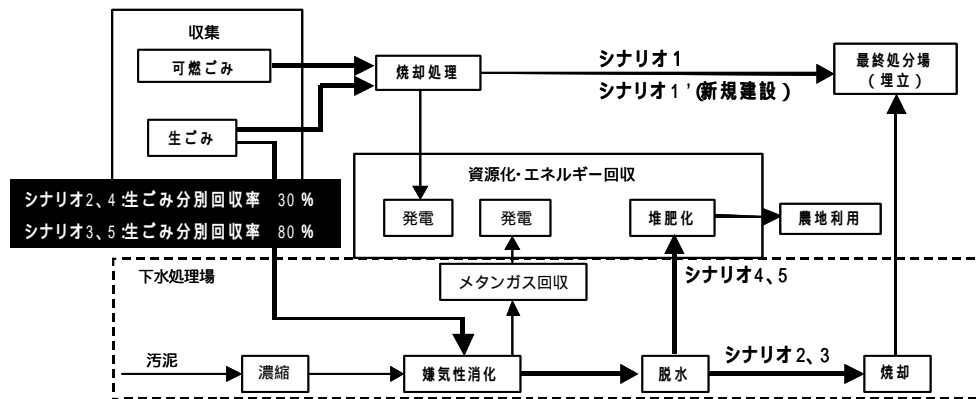 収集
可燃ごみ
生ごみ
焼却処理
シナリオ1
シナリオ1'(新規建設)
最終処分場
(埋立)
資源化・エネルギー回収
発電
発電
堆肥化
農地利用
シナリオ2、4:生ごみ分別回収率 30%
シナリオ3、5:生ごみ分別回収率 80%
下水処理場
メタンガス回収
シナリオ4、5
汚泥
濃縮
嫌気性消化
脱水
シナリオ2、3
焼却